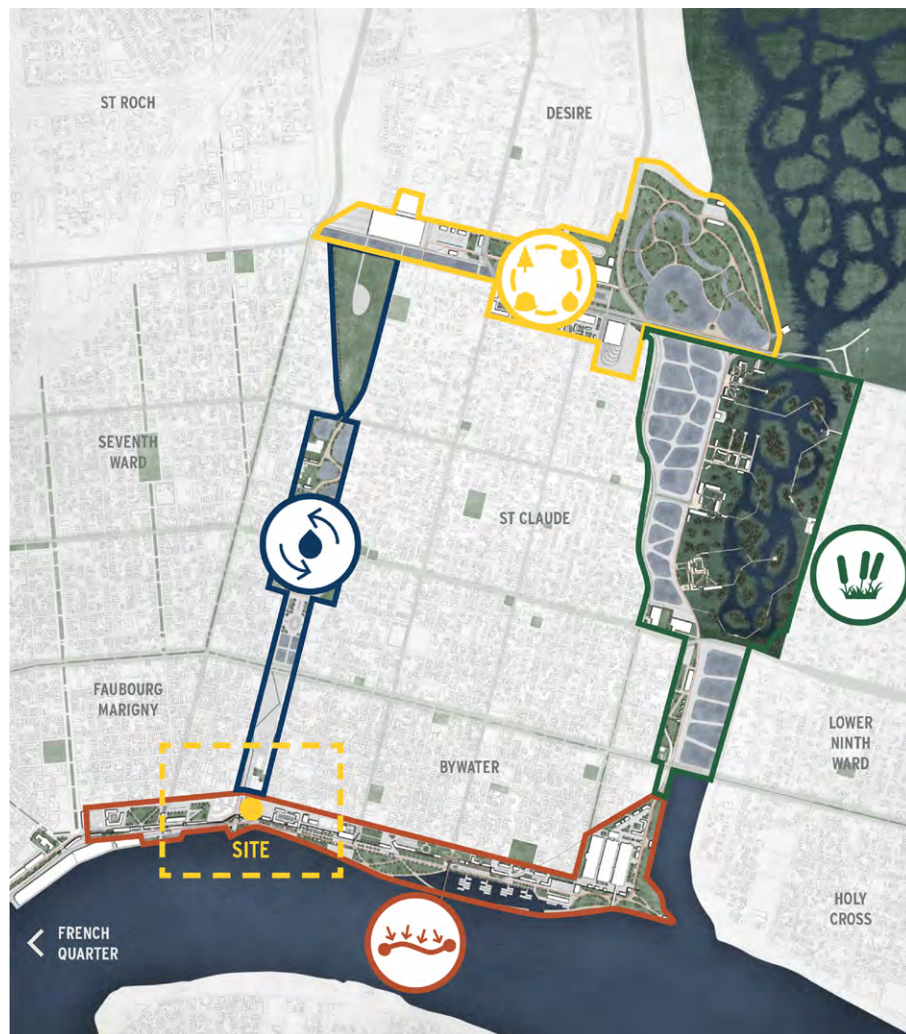 ST ROCH
DESIRE
SEVENTH
WARD
ST CLAUDE
FAUBOURG
MARIGNY
BYWATER
LOWER
NINTH
WARD
SITE
HOLY
CROSS
FRENCH
QUARTER